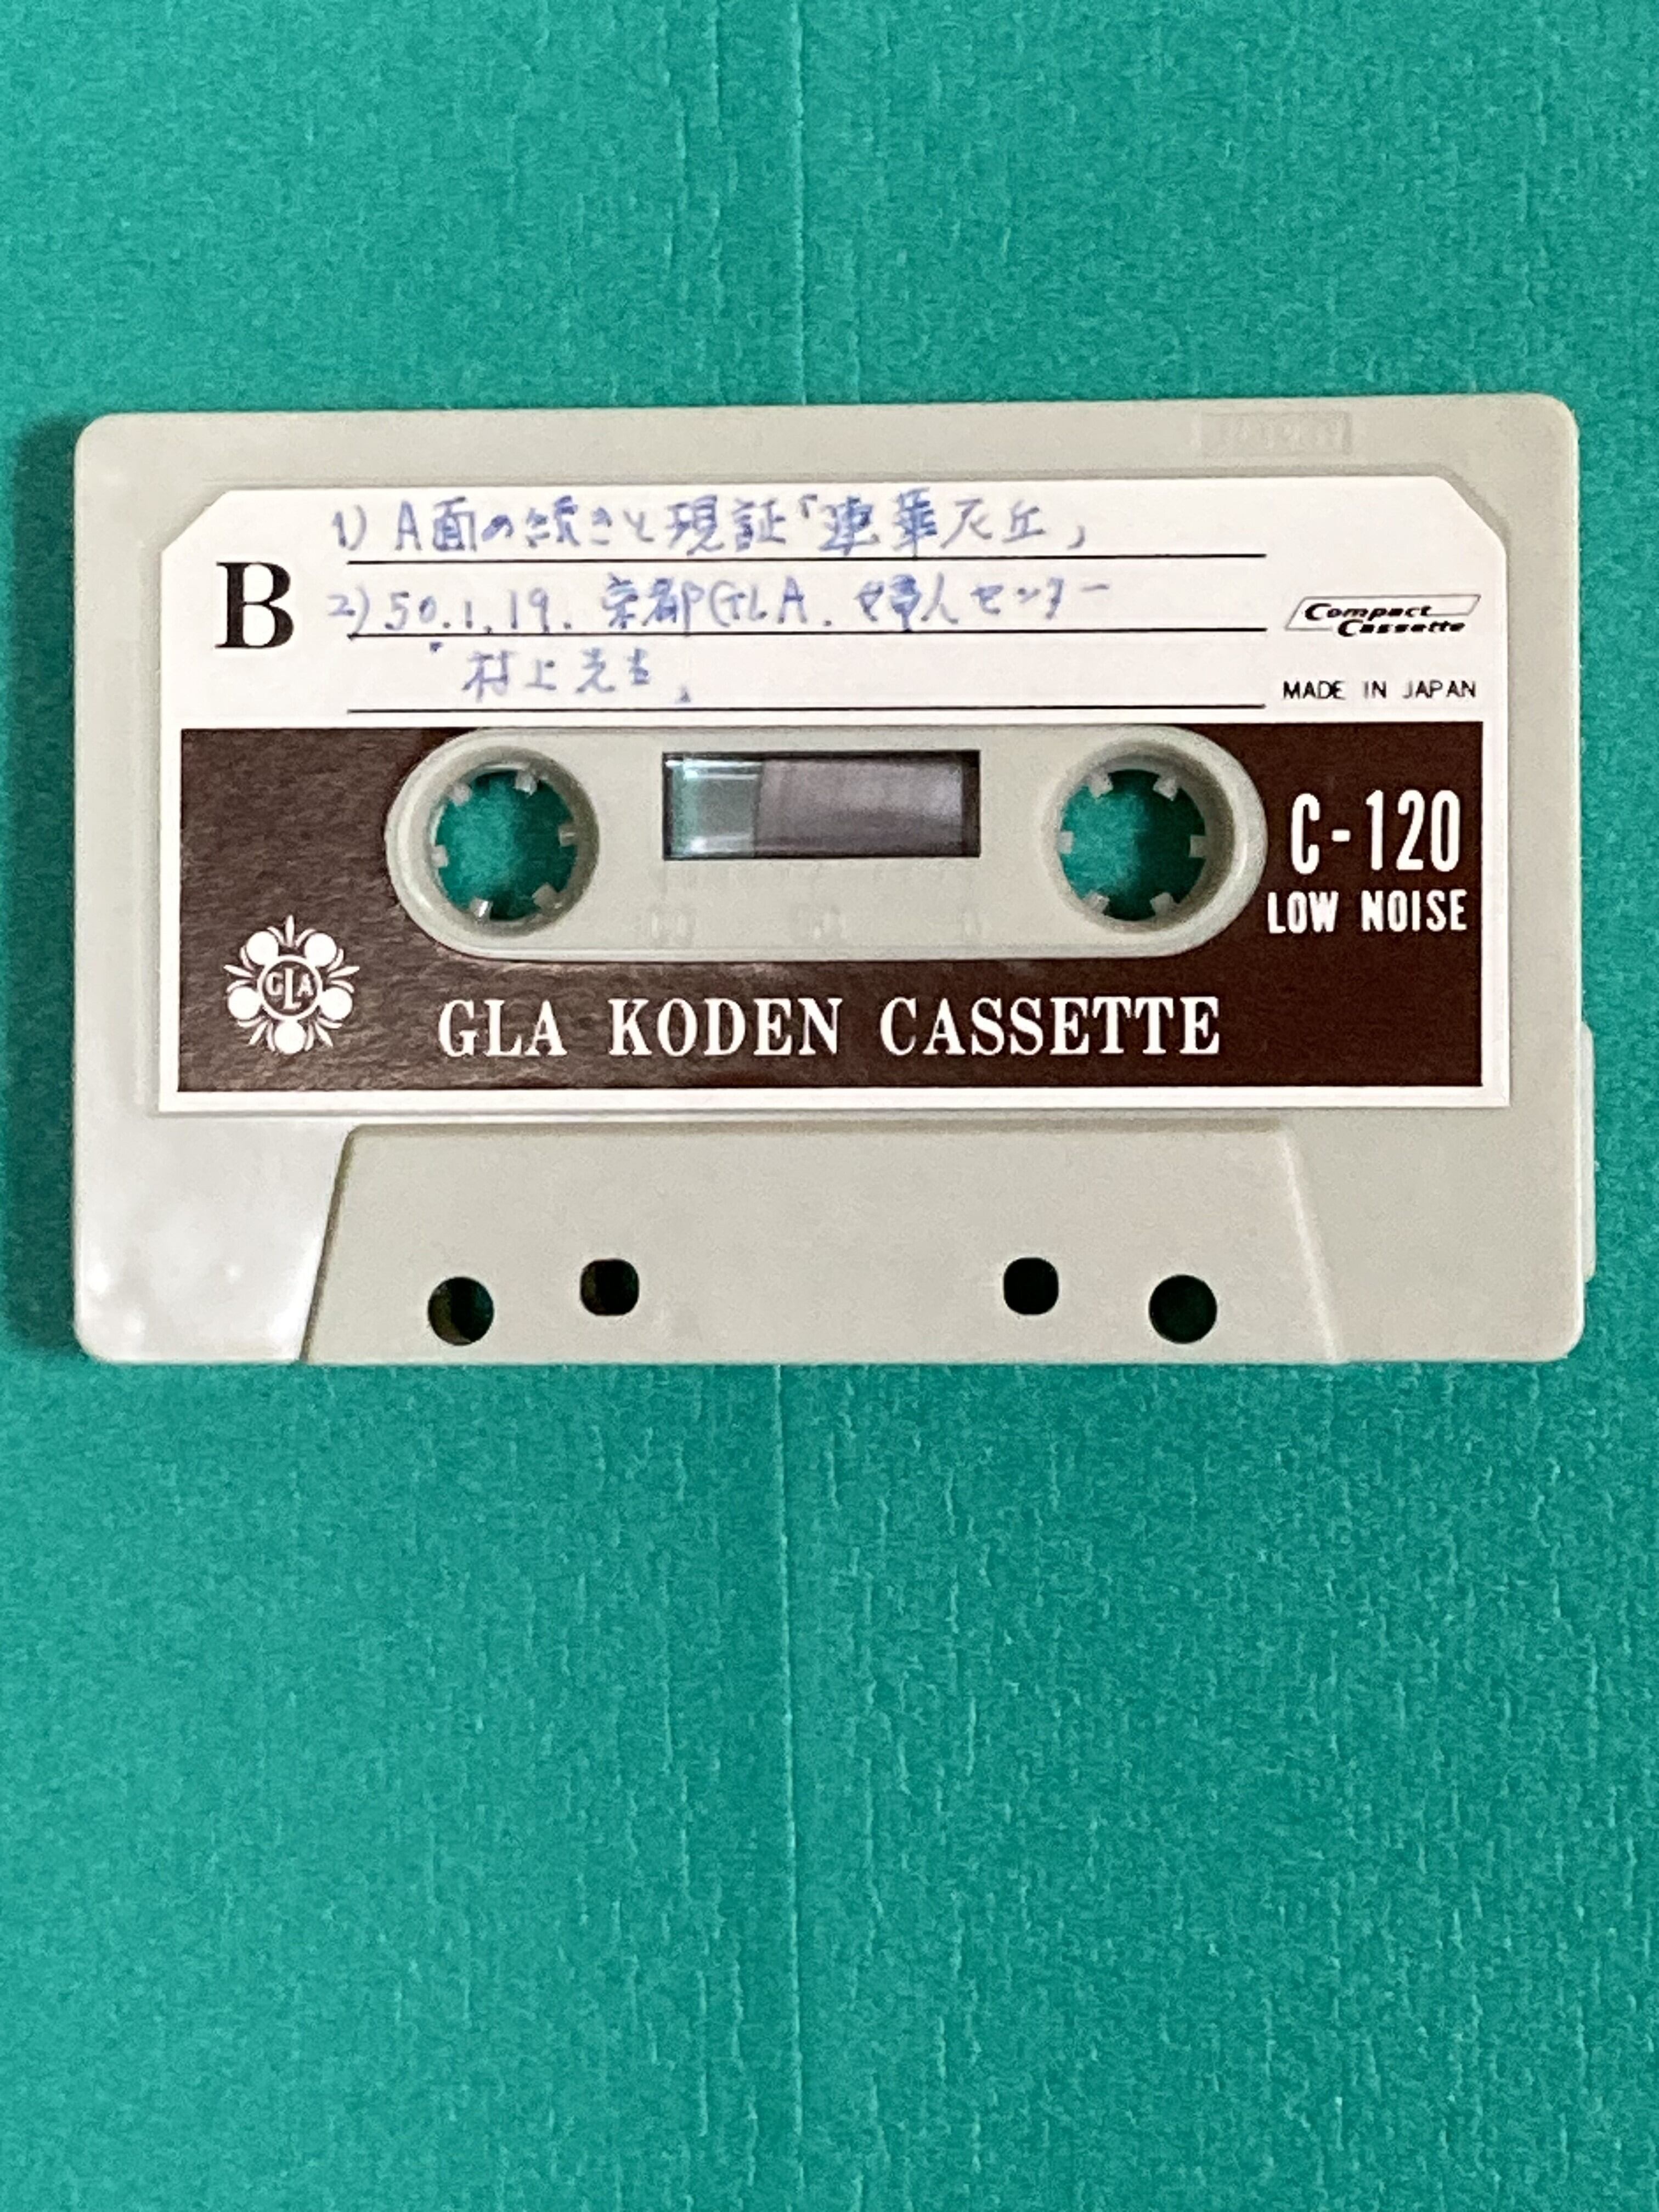 1) A面の続きと現証「蓮華尼丘」
B
2) 50.1.19. 京都GLA. 婦人センター
村上先生
Compact
Cassette
MADE IN JAPAN
C-120
LOW NOISE
GLA
GLA KODEN CASSETTE